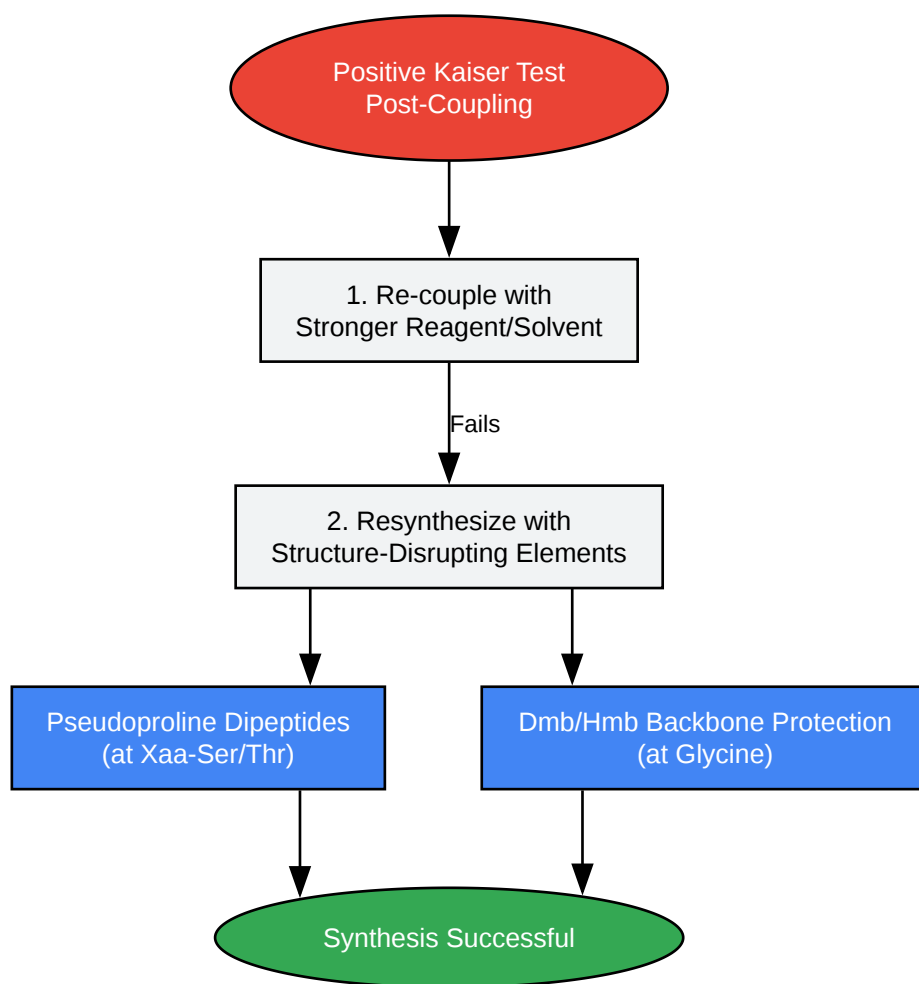 Positive Kaiser Test
Post-Coupling
1. Re-couple with
Stronger Reagent/Solvent
Fails
2. Resynthesize with
Structure-Disrupting Elements
Pseudoproline Dipeptides
(at Xaa-Ser/Thr)
Dmb/Hmb Backbone Protection
(at Glycine)
Synthesis Successful